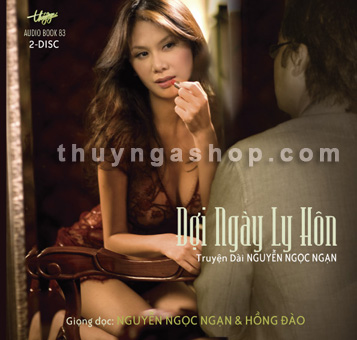 Thúy Nga
AUDIO BOOK 83
2-DISC
thuyngashop.com
Dợi Ngày Ly Hôn
Truyện Dài NGUYỄN NGỌC NGẠN
Giọng đọc: NGUYỄN NGỌC NGẠN & HỒNG ĐÀO